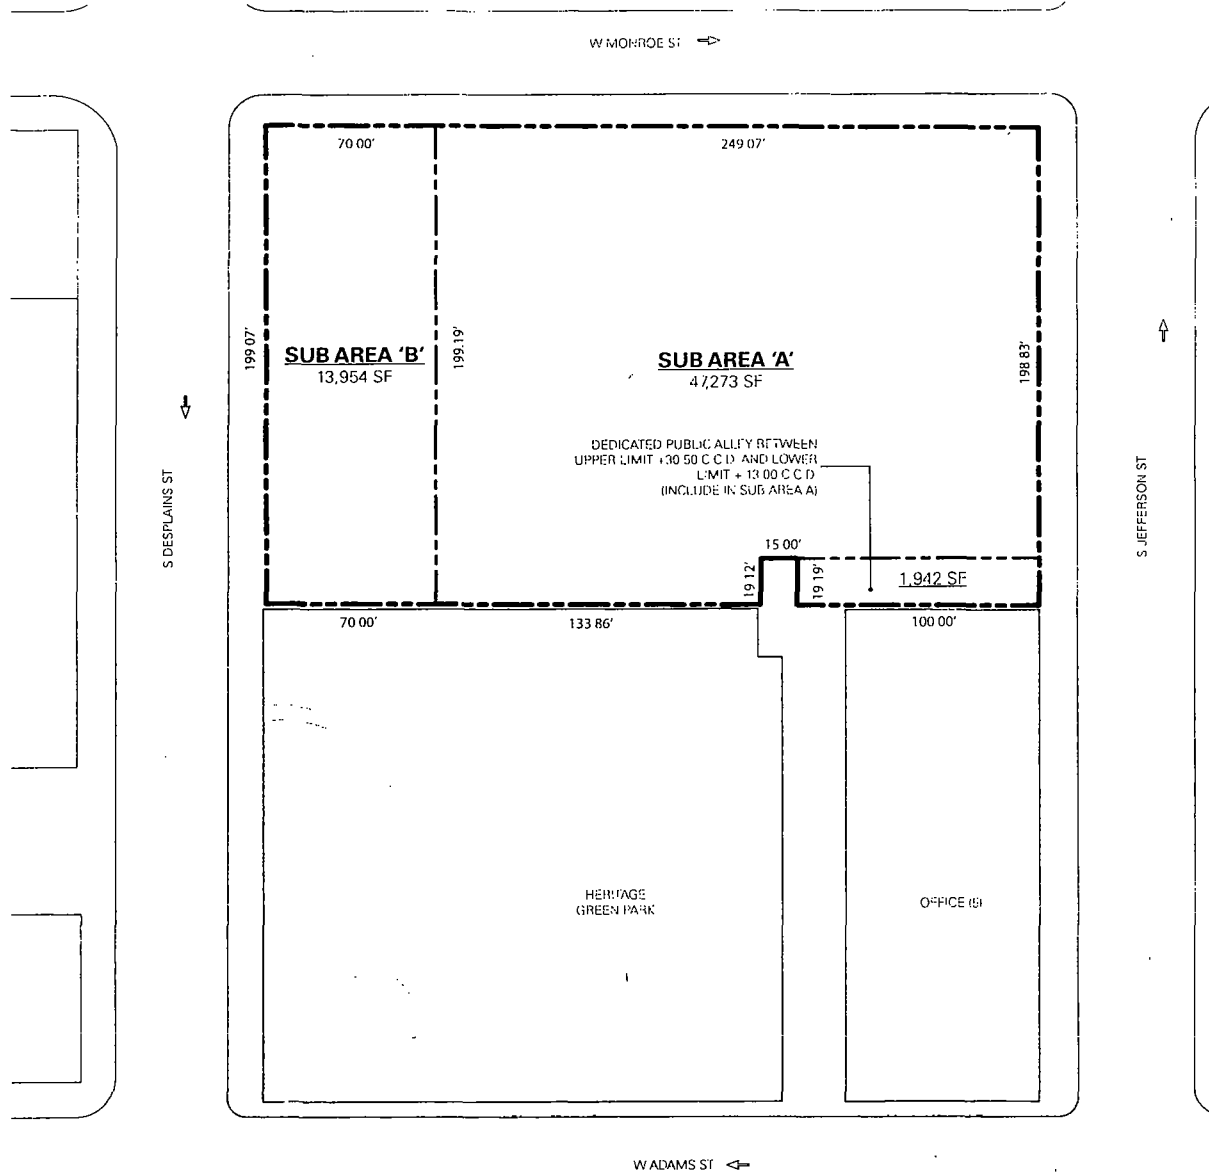 W MONROE ST
70 00'
249 07'
199 07'
SUB AREA 'B'
13,954 SF
199.19'
SUB AREA 'A'
47,273 SF
198 83'
DEDICATED PUBLIC ALLEY BETWEEN
UPPER LIMIT +30 50 C C D AND LOWER
LIMIT + 13 00 C C D
(INCLUDE IN SUB AREA A)
S DESPLAINS ST
S JEFFERSON ST
15 00'
19 12'
19 19'
1,942 SF
70 00'
133 86'
100 00'
HERITAGE
GREEN PARK
OFFICE
W ADAMS ST